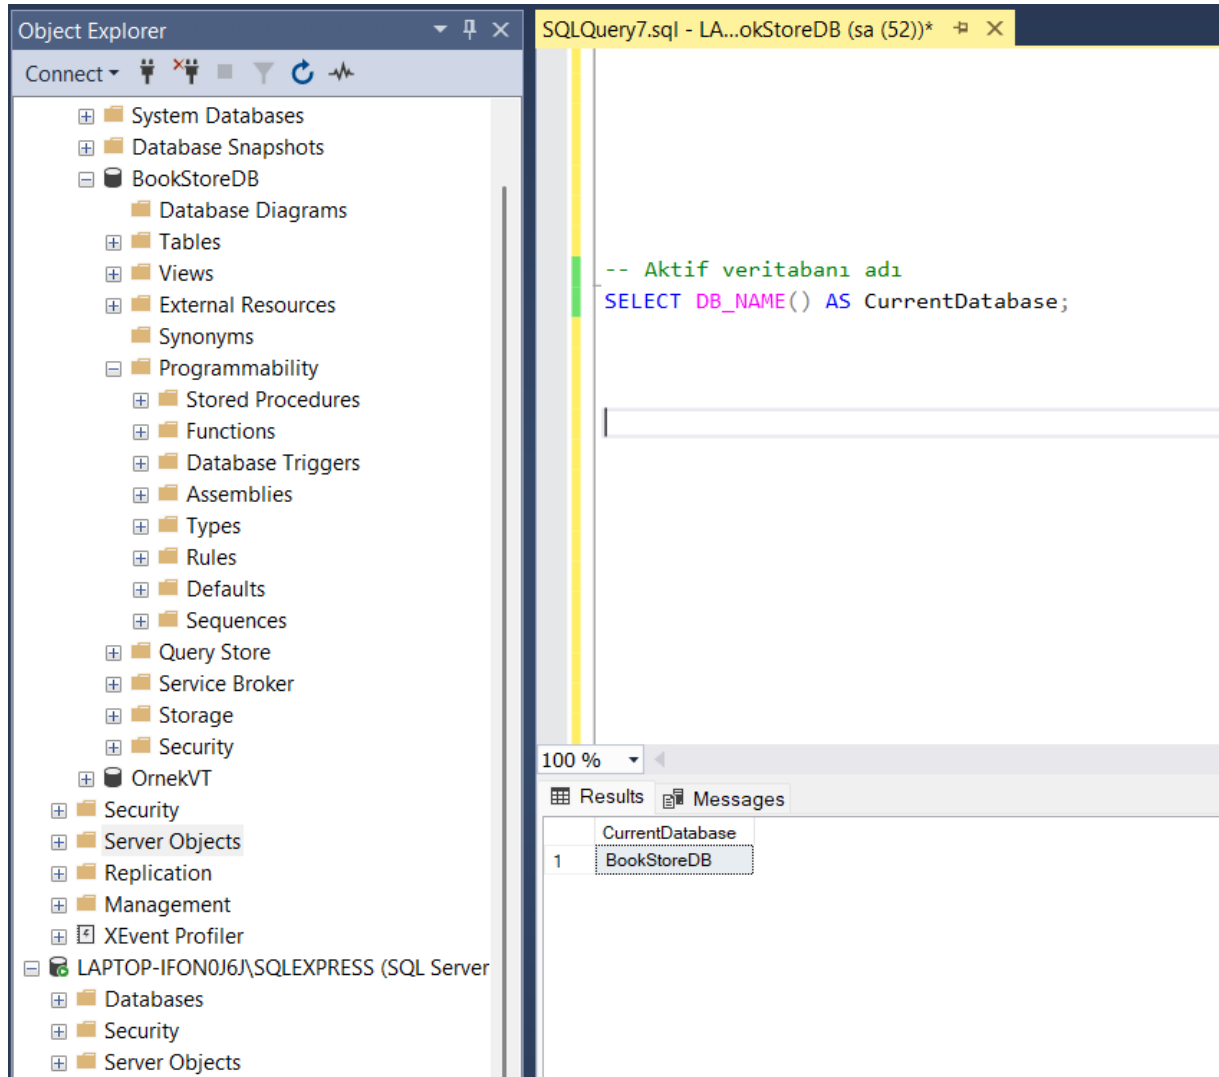 Object Explorer
Connect
System Databases
Database Snapshots
BookStoreDB
Database Diagrams
Tables
Views
External Resources
Synonyms
Programmability
Stored Procedures
Functions
Database Triggers
Assemblies
Types
Rules
Defaults
Sequences
Query Store
Service Broker
Storage
Security
OrnekVT
Security
Server Objects
Replication
Management
XEvent Profiler
LAPTOP-IFON0J6J\SQLEXPRESS (SQL Server
Databases
Security
Server Objects
SQLQuery7.sql - LA...okStoreDB (sa (52))*
-- Aktif veritabanı adı
SELECT DB_NAME() AS CurrentDatabase;
100 %
Results Messages
CurrentDatabase
1 BookStoreDB